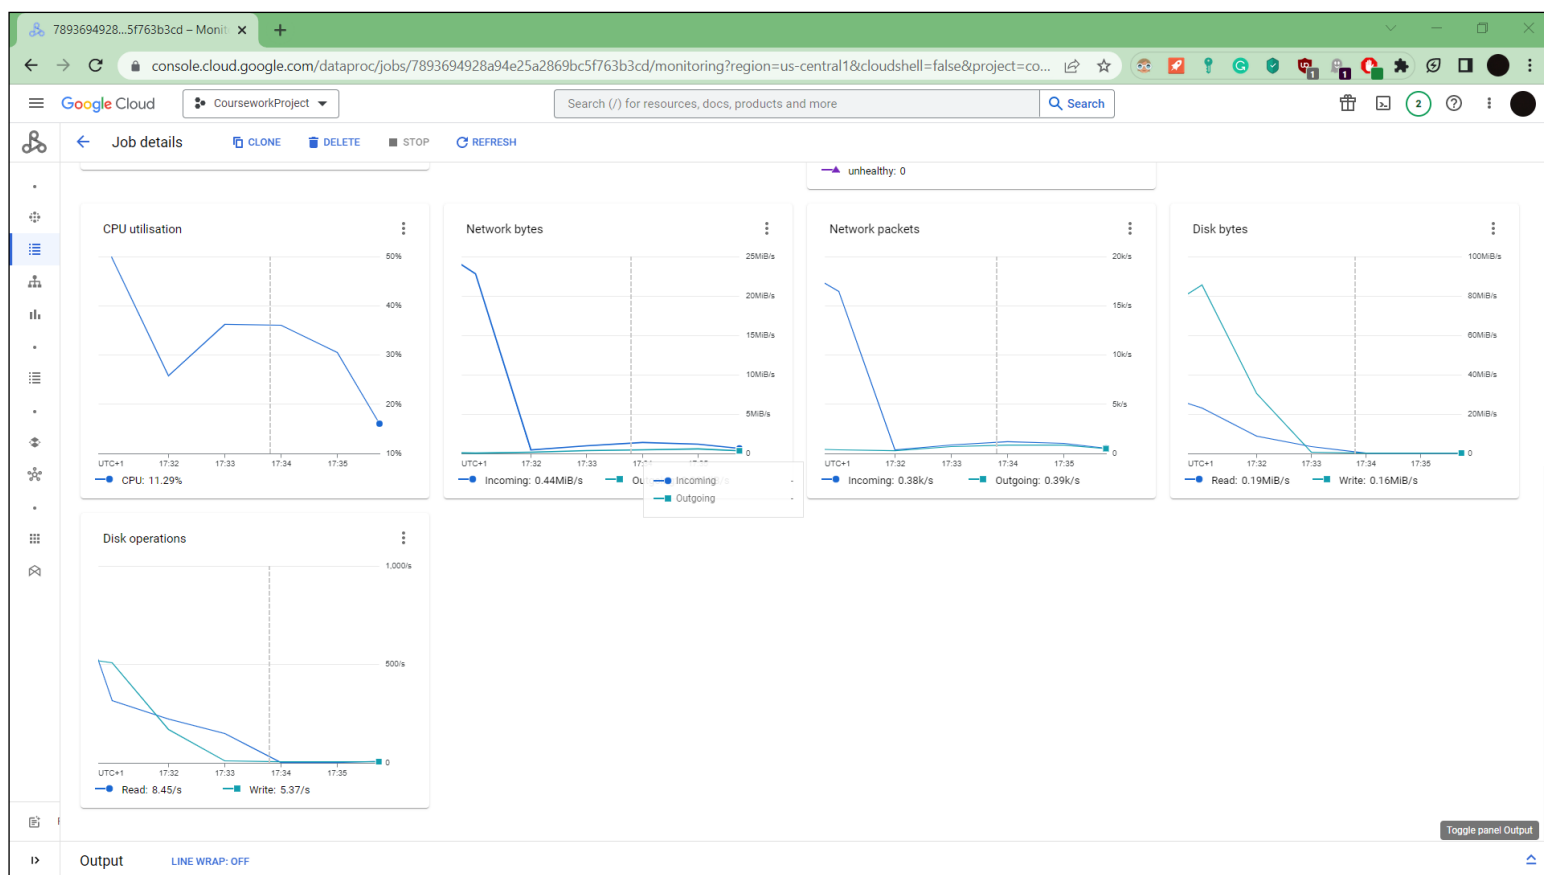 7893694928...5f763b3cd – Monit
console.cloud.google.com/dataproc/jobs/7893694928a94e25a2869bc5f763b3cd/monitoring?region=us-central1&cloudshell=false&project=co...
1
1
Google Cloud
CourseworkProject
Search (/) for resources, docs, products and more
Search
2
Job details
CLONE
DELETE
STOP
REFRESH
unhealthy: 0
CPU utilisation
50%
40%
30%
20%
10%
UTC+1 17:32 17:33 17:34 17:35
CPU: 11.29%
Network bytes
25MiB/s
20MiB/s
15MiB/s
10MiB/s
5MiB/s
0
UTC+1 17:32 17:33
Incoming: 0.44MiB/s
Incoming -
Outgoing -
Network packets
20k/s
15k/s
10k/s
5k/s
0
UTC+1 17:32 17:33 17:34 17:35
Incoming: 0.38k/s Outgoing: 0.39k/s
Disk bytes
100MiB/s
80MiB/s
60MiB/s
40MiB/s
20MiB/s
0
UTC+1 17:32 17:33 17:34 17:35
Read: 0.19MiB/s Write: 0.16MiB/s
Disk operations
1,000/s
500/s
0
UTC+1 17:32 17:33 17:34 17:35
Read: 8.45/s Write: 5.37/s
Toggle panel Output
Output
LINE WRAP: OFF